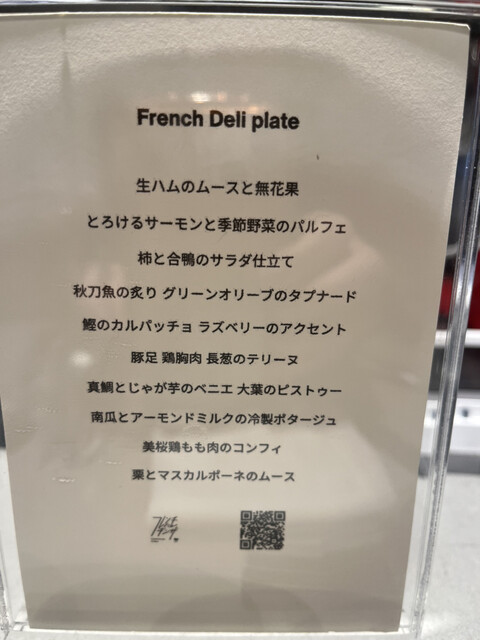 French Deli plate
生ハムのムースと無花果
とろけるサーモンと季節野菜のパルフェ
柿と合鴨のサラダ仕立て
秋刀魚の炙り グリーンオリーブのタプナード
鰹のカルパッチョ ラズベリーのアクセント
豚足 鶏胸肉 長葱のテリーヌ
真鯛とじゃが芋のベニエ 大葉のピストゥー
南瓜とアーモンドミルクの冷製ポタージュ
美桜鶏もも肉のコンフィ
栗とマスカルポーネのムース